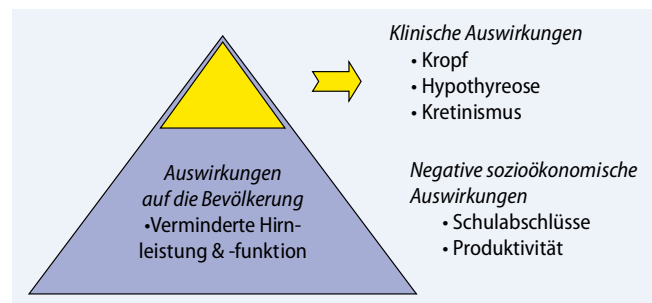 Klinische Auswirkungen
• Kropf
• Hypothyreose
• Kretinismus
Auswirkungen
auf die Bevölkerung
•Verminderte Hirn-
leistung & -funktion
Negative sozioökonomische
Auswirkungen
• Schulabschlüsse
• Produktivität